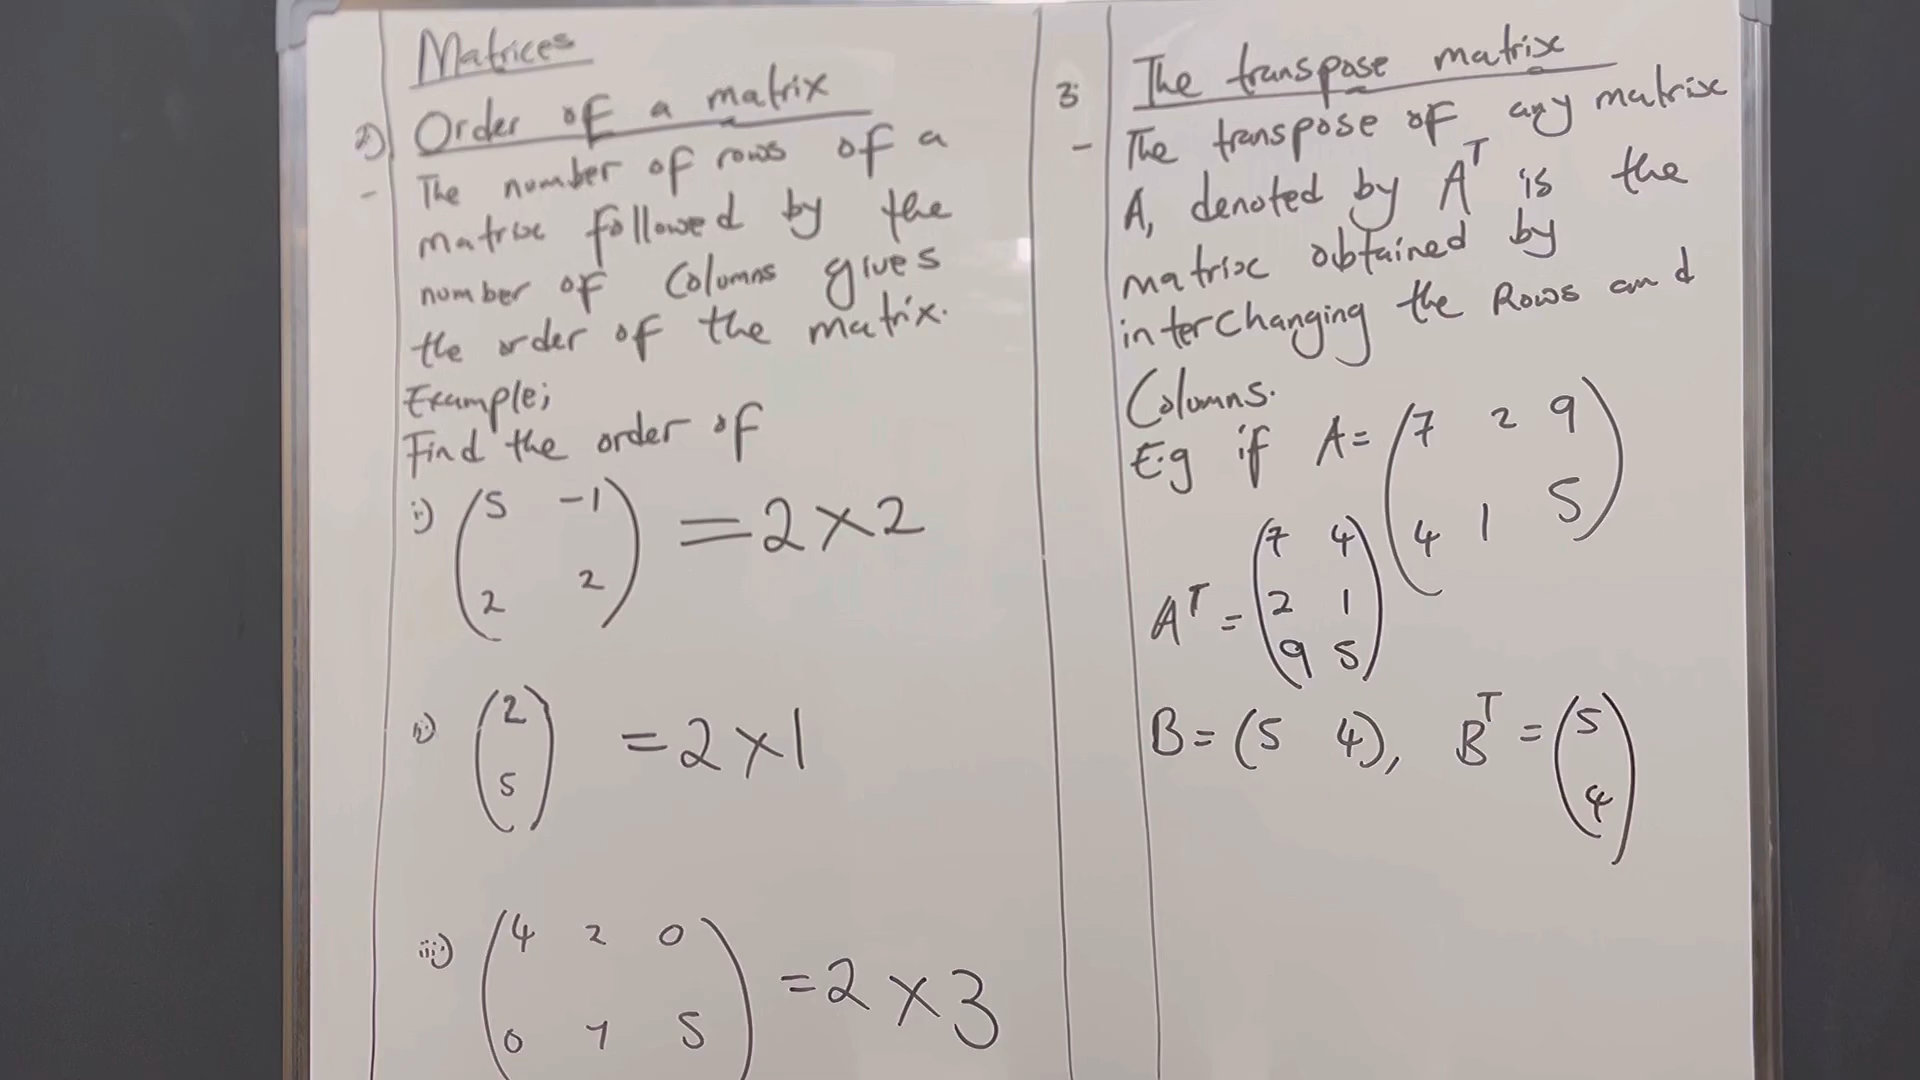 Matrices
2) Order of a matrix
- The number of rows of a
matrix followed by the
number of Columns gives
the order of the matrix.
Example;
Find the order of
i) (5 -1
2 2) = 2 × 2
ii) (2
5) = 2 × 1
iii) (4 2 0
0 7 5) = 2 × 3
3 The transpose matrix
- The transpose of any matrix
A, denoted by A^T is the
matrix obtained by
interchanging the Rows and
Columns.
E.g if A = (7 2 9
4 1 5)
A^T = (7 4
2 1
9 5)
B = (5 4), B^T = (5
4)